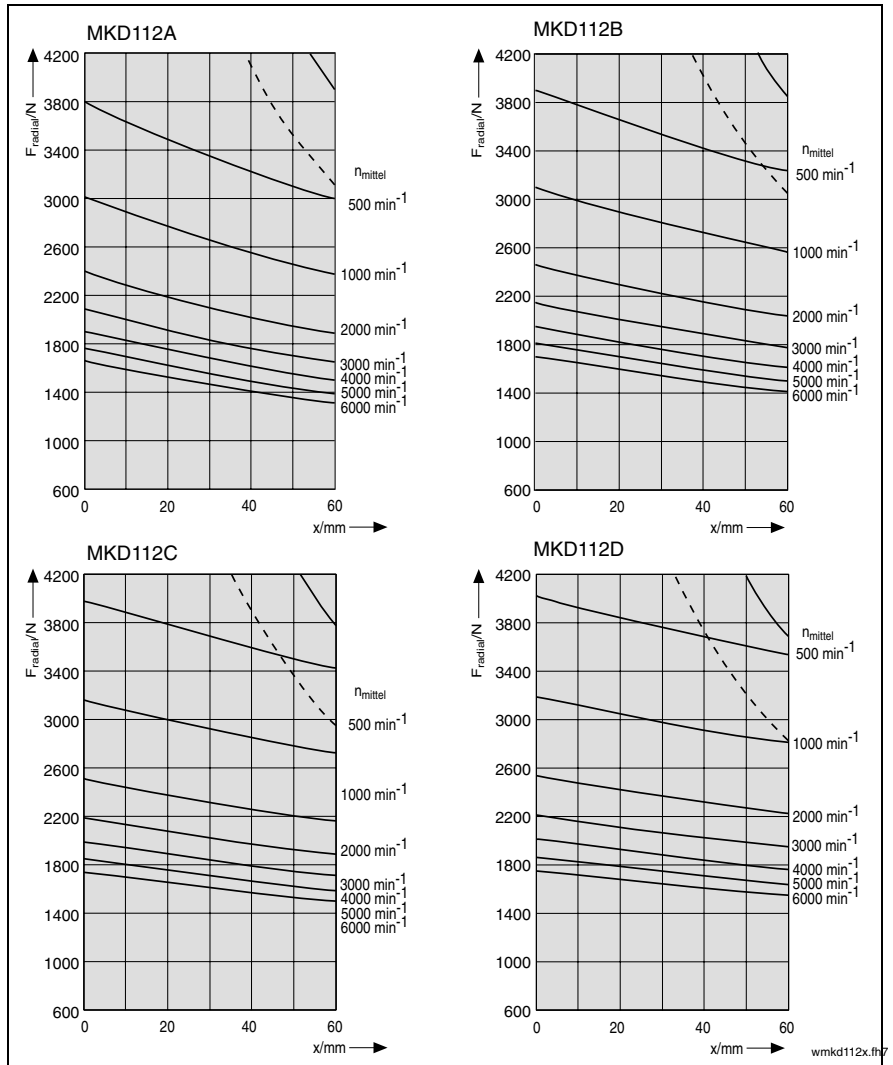 MKD112A
F_radial/N
4200
3800
3400
3000
2600
2200
1800
1400
1000
600
0 20 40 60
x/mm
n_mittel
500 min⁻¹
1000 min⁻¹
2000 min⁻¹
3000 min⁻¹
4000 min⁻¹
5000 min⁻¹
6000 min⁻¹
MKD112B
F_radial/N
4200
3800
3400
3000
2600
2200
1800
1400
1000
600
0 20 40 60
x/mm
n_mittel
500 min⁻¹
1000 min⁻¹
2000 min⁻¹
3000 min⁻¹
4000 min⁻¹
5000 min⁻¹
6000 min⁻¹
MKD112C
F_radial/N
4200
3800
3400
3000
2600
2200
1800
1400
1000
600
0 20 40 60
x/mm
n_mittel
500 min⁻¹
1000 min⁻¹
2000 min⁻¹
3000 min⁻¹
4000 min⁻¹
5000 min⁻¹
6000 min⁻¹
MKD112D
F_radial/N
4200
3800
3400
3000
2600
2200
1800
1400
1000
600
0 20 40 60
x/mm
n_mittel
500 min⁻¹
1000 min⁻¹
2000 min⁻¹
3000 min⁻¹
4000 min⁻¹
5000 min⁻¹
6000 min⁻¹
wmkd112x.fh7